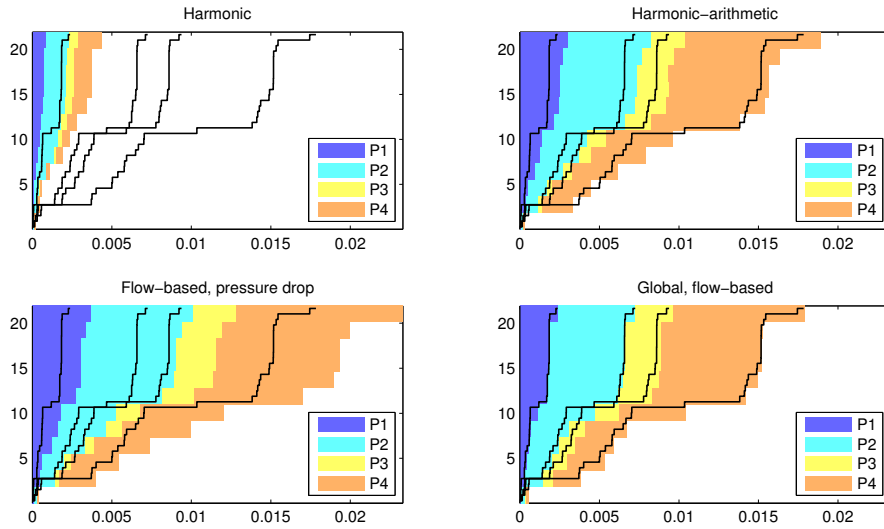 Harmonic
20
15
10
5
0
0.005
0.01
0.015
0.02
P1
P2
P3
P4
Harmonic−arithmetic
20
15
10
5
0
0.005
0.01
0.015
0.02
P1
P2
P3
P4
Flow−based, pressure drop
20
15
10
5
0
0.005
0.01
0.015
0.02
P1
P2
P3
P4
Global, flow−based
20
15
10
5
0
0.005
0.01
0.015
0.02
P1
P2
P3
P4